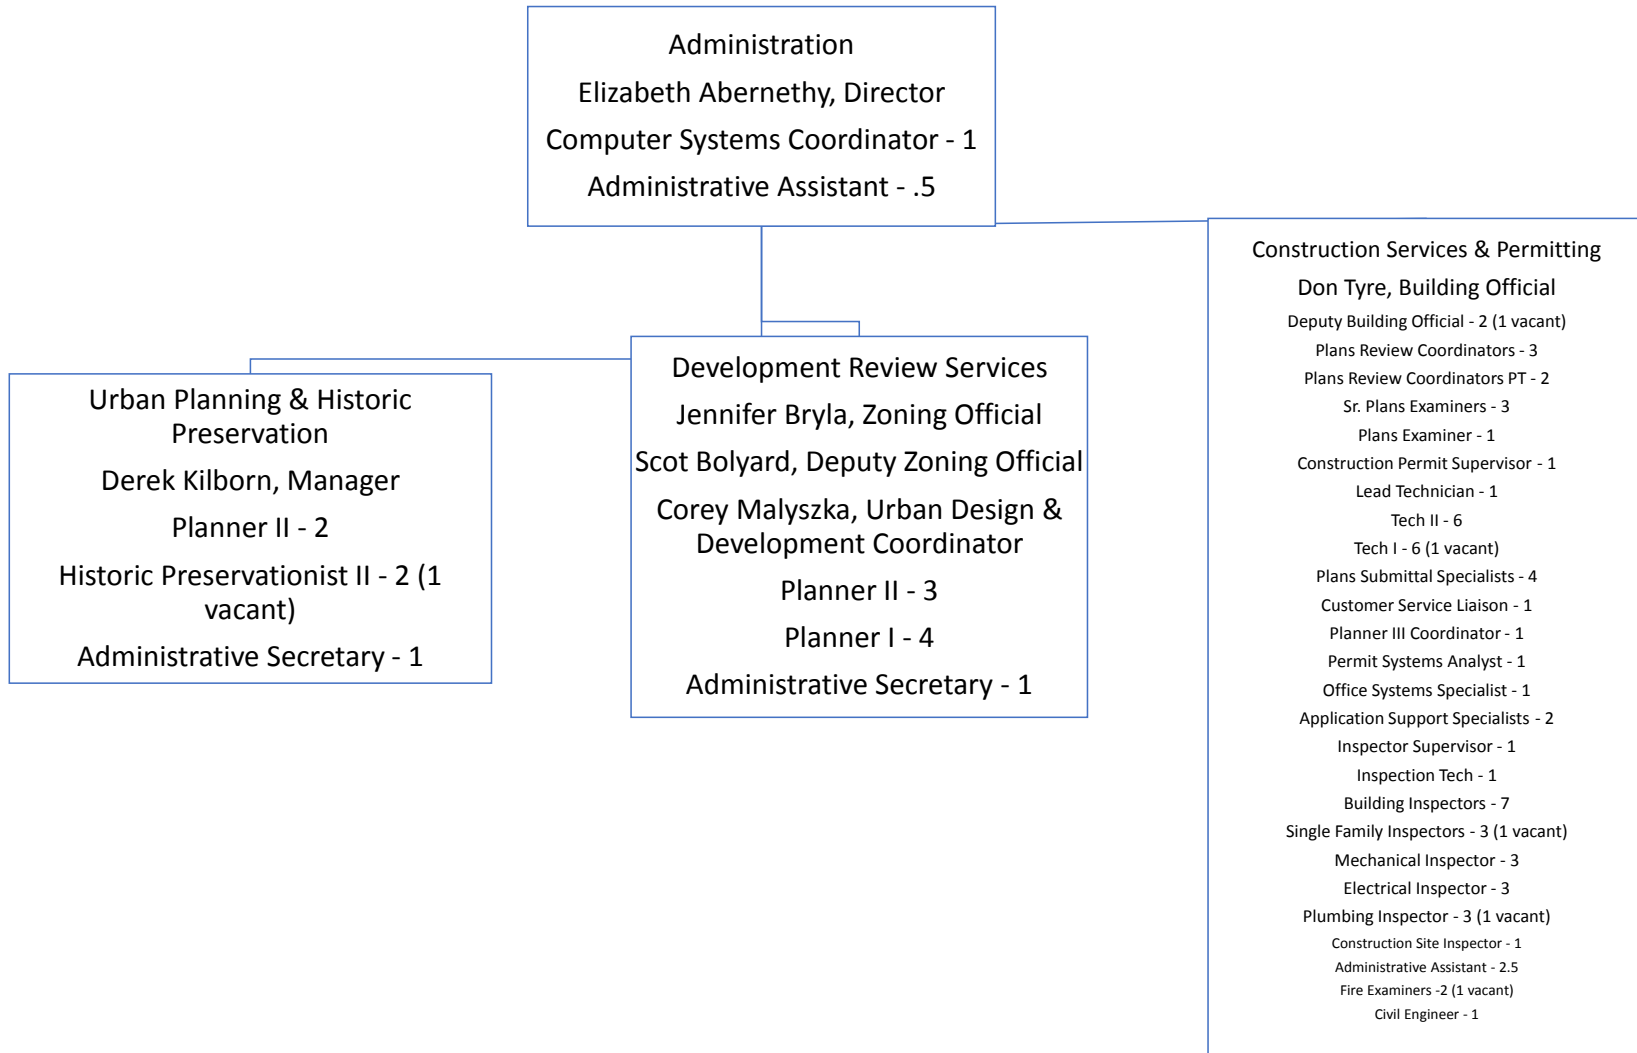 Administration
Elizabeth Abernethy, Director
Computer Systems Coordinator - 1
Administrative Assistant - .5
Urban Planning & Historic
Preservation
Derek Kilborn, Manager
Planner II - 2
Historic Preservationist II - 2 (1
vacant)
Administrative Secretary - 1
Development Review Services
Jennifer Bryla, Zoning Official
Scot Bolyard, Deputy Zoning Official
Corey Malyszka, Urban Design &
Development Coordinator
Planner II - 3
Planner I - 4
Administrative Secretary - 1
Construction Services & Permitting
Don Tyre, Building Official
Deputy Building Official - 2 (1 vacant)
Plans Review Coordinators - 3
Plans Review Coordinators PT - 2
Sr. Plans Examiners - 3
Plans Examiner - 1
Construction Permit Supervisor - 1
Lead Technician - 1
Tech II - 6
Tech I - 6 (1 vacant)
Plans Submittal Specialists - 4
Customer Service Liaison - 1
Planner III Coordinator - 1
Permit Systems Analyst - 1
Office Systems Specialist - 1
Application Support Specialists - 2
Inspector Supervisor - 1
Inspection Tech - 1
Building Inspectors - 7
Single Family Inspectors - 3 (1 vacant)
Mechanical Inspector - 3
Electrical Inspector - 3
Plumbing Inspector - 3 (1 vacant)
Construction Site Inspector - 1
Administrative Assistant - 2.5
Fire Examiners -2 (1 vacant)
Civil Engineer - 1